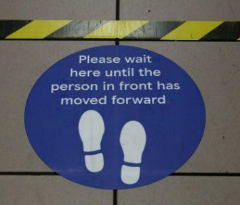 Please wait
here until the
person in front has
moved forward